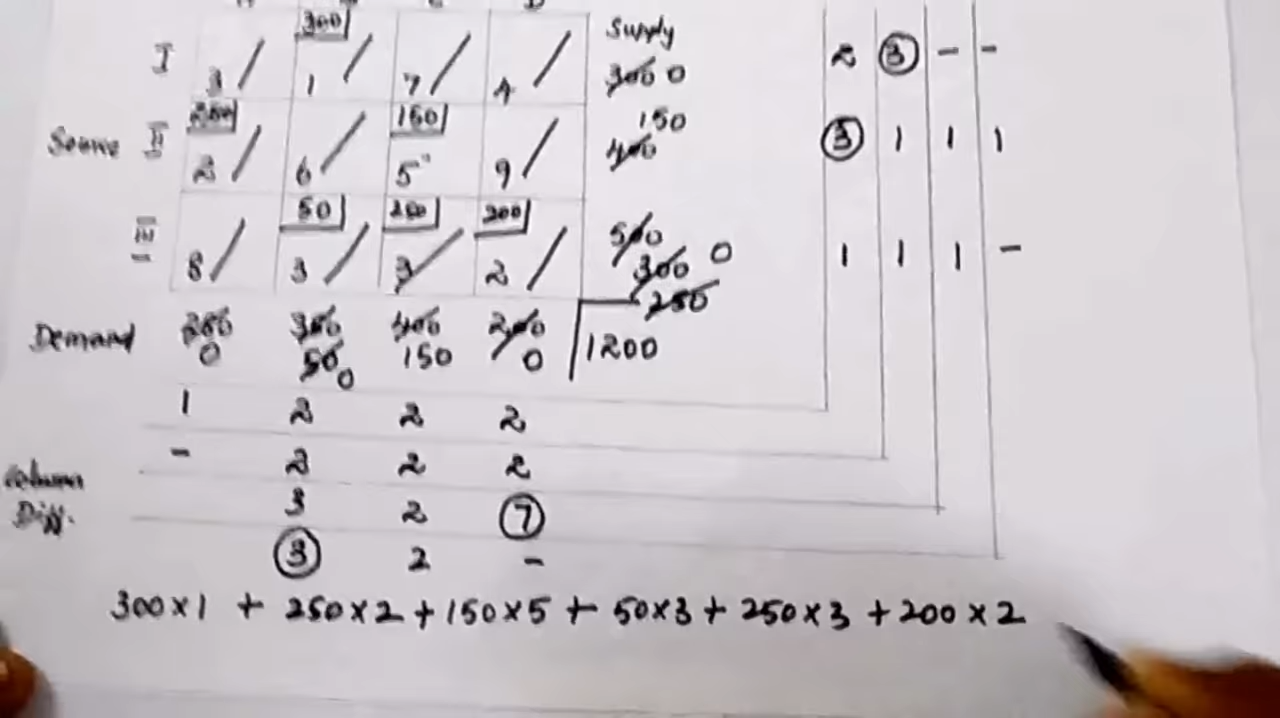 D
300 Supply
I 3 1 7 4 300 0 2 3 - -
250 150 150
Source II 2 6 5 9 400 3 1 1 1
50 250 200 500
III 8 3 3 2 300 0 1 1 1 -
250
Demand 250 300 400 200 1200
0 50 150 0
0
1 2 2 2
- 2 2 2
Column 3 2 7
Diff. 3 2 -
300×1 + 250×2 + 150×5 + 50×3 + 250×3 + 200×2